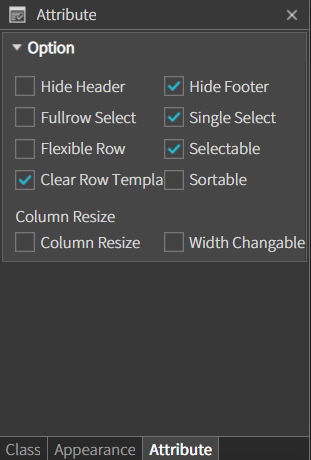 Attribute
Option
Hide Header Hide Footer
Fullrow Select Single Select
Flexible Row Selectable
Clear Row Templa Sortable
Column Resize
Column Resize Width Changable
Class Appearance Attribute